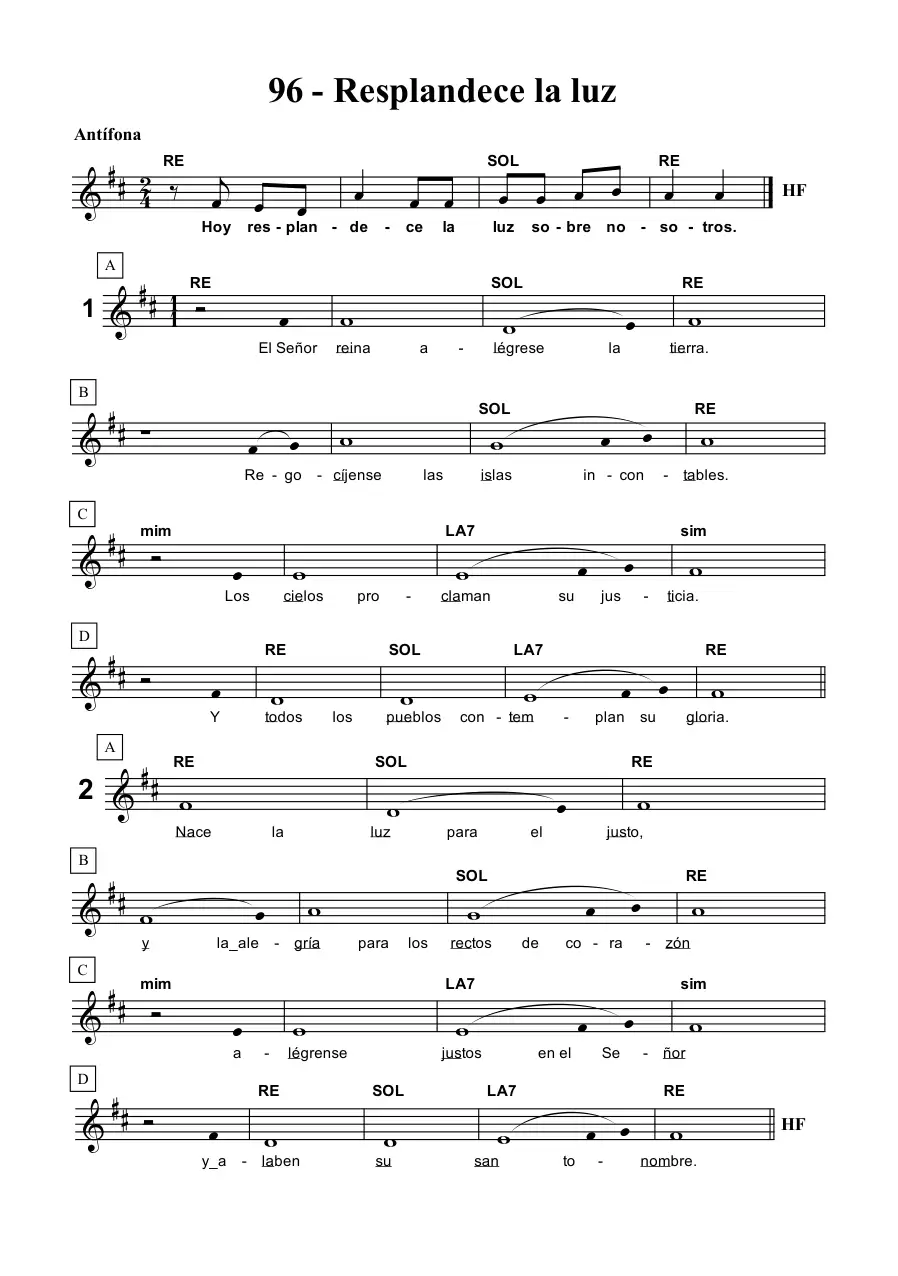 96 - Resplandece la luz
Antífona
RE SOL RE
2/4
HF
Hoy res - plan - de - ce la luz so - bre no - so - tros.
A
RE SOL RE
1
El Señor reina a - légrese la tierra.
B
SOL RE
Re - go - cíjense las islas in - con - tables.
C
mim LA7 sim
Los cielos pro - claman su jus - ticia.
D
RE SOL LA7 RE
Y todos los pueblos con - tem - plan su gloria.
A
RE SOL RE
2
Nace la luz para el justo,
B
SOL RE
y la_ale - gría para los rectos de co - ra - zón
C
mim LA7 sim
a - légrense justos en el Se - ñor
D
RE SOL LA7 RE
HF
y_a - laben su san to - nombre.